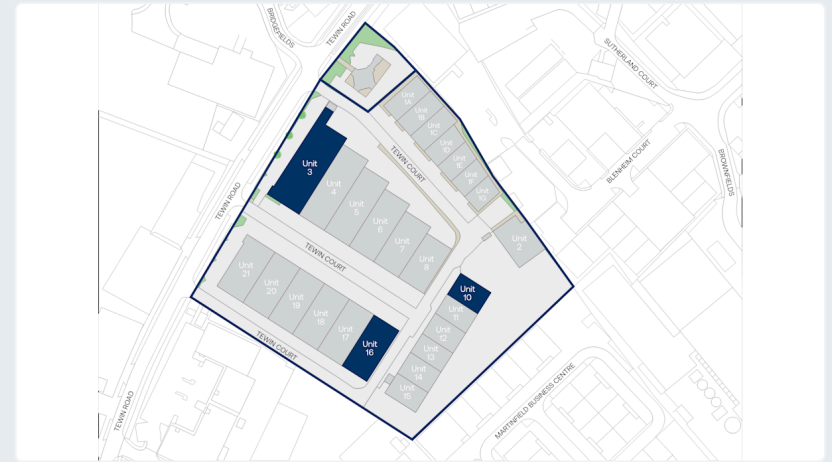 BRIDGEFIELDS
TEWIN ROAD
SUTHERLAND COURT
Unit
1A
Unit
1B
Unit
1C
Unit
1D
Unit
1E
Unit
1F
Unit
1G
TEWIN COURT
BLENHEIM COURT
BROWNFIELDS
Unit
3
Unit
4
Unit
5
Unit
6
Unit
7
Unit
8
TEWIN ROAD
Unit
2
TEWIN COURT
Unit
21
Unit
20
Unit
19
Unit
18
Unit
17
Unit
16
Unit
10
Unit
11
Unit
12
Unit
13
Unit
14
Unit
15
TEWIN COURT
TEWIN ROAD
MARTINFIELD BUSINESS CENTRE